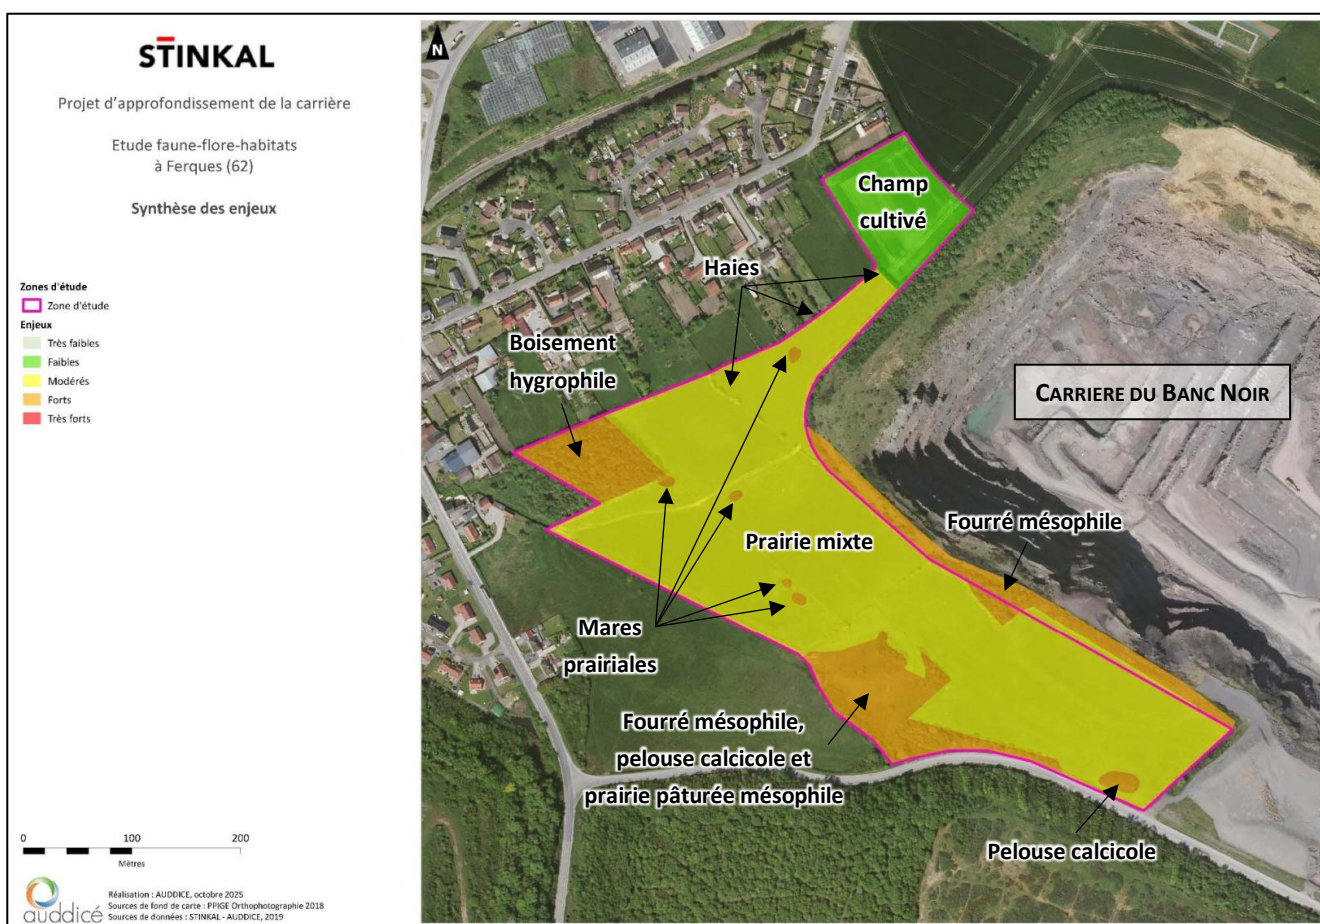 STINKAL
Projet d'approfondissement de la carrière
Etude faune-flore-habitats
à Ferques (62)
Synthèse des enjeux
Zones d'étude
Zone d'étude
Enjeux
Très faibles
Faibles
Modérés
Forts
Très forts
0 100 200
Mètres
auddicé
Réalisation : AUDDICE, octobre 2025
Sources de fond de carte : PPIGE Orthophotographie 2018
Sources de données : STINKAL - AUDDICE, 2019
N
Champ
cultivé
Haies
Boisement
hygrophile
CARRIERE DU BANC NOIR
Fourré mésophile
Prairie mixte
Mares
prairiales
Fourré mésophile,
pelouse calcicole et
prairie pâturée mésophile
Pelouse calcicole